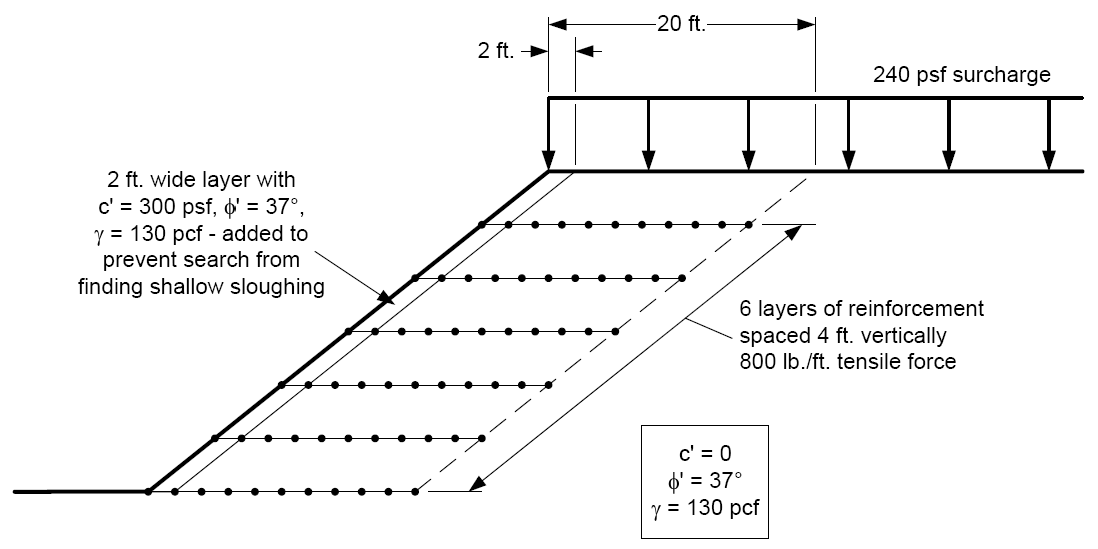 20 ft.
2 ft.
240 psf surcharge
2 ft. wide layer with
c' = 300 psf, ϕ' = 37°,
γ = 130 pcf - added to
prevent search from
finding shallow sloughing
6 layers of reinforcement
spaced 4 ft. vertically
800 lb./ft. tensile force
c' = 0
ϕ' = 37°
γ = 130 pcf